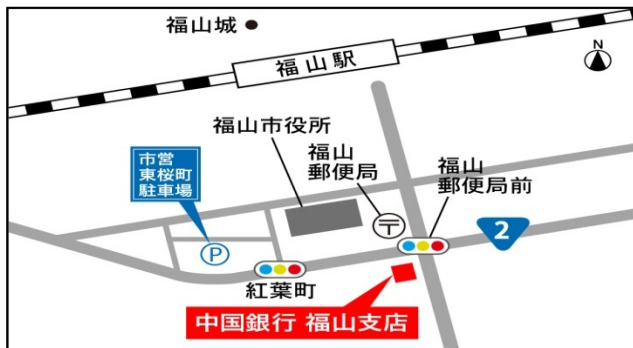 福山城
福山駅
N
福山市役所
市営
東桜町
駐車場
福山
郵便局
福山
郵便局前
〒
2
P
紅葉町
中国銀行 福山支店